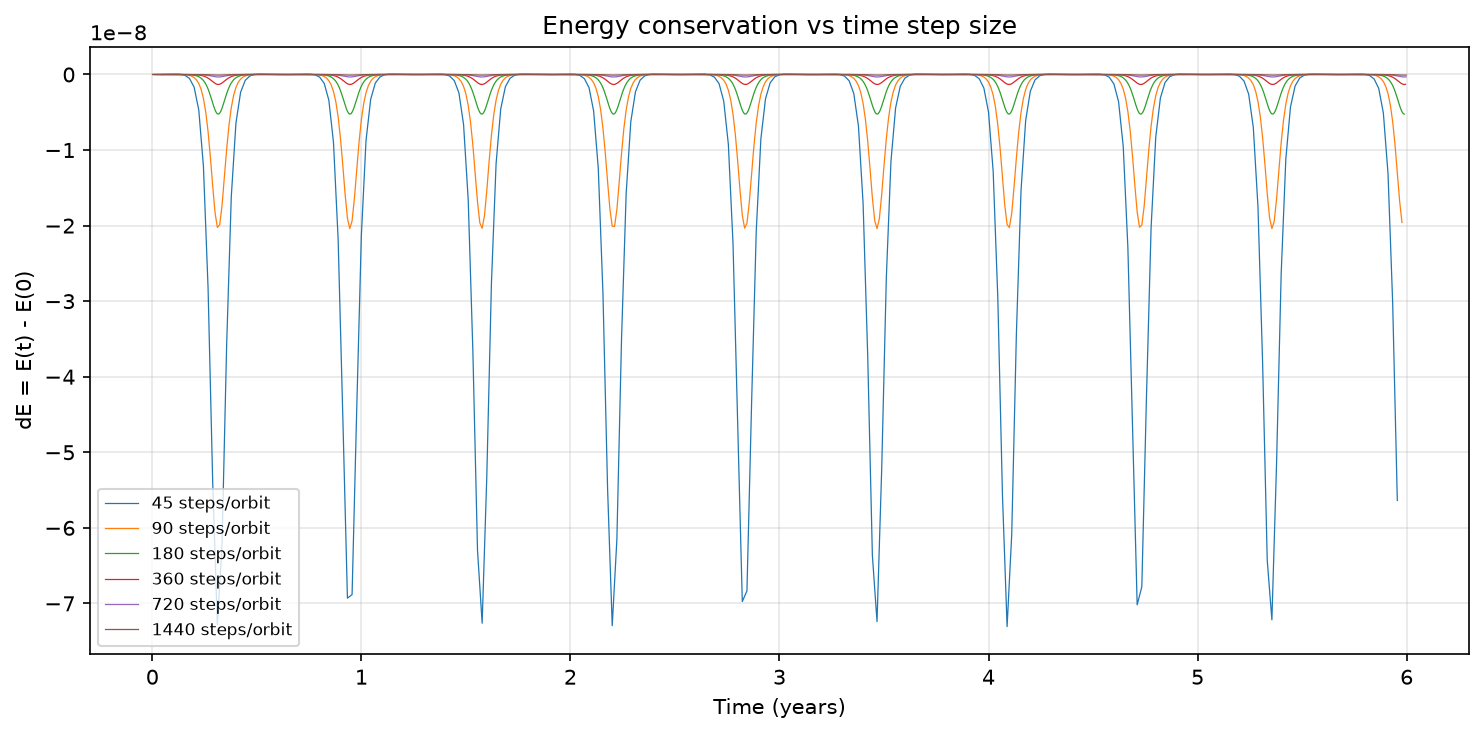 Energy conservation vs time step size
1e−8
0
−1
−2
−3
−4
−5
−6
−7
dE = E(t) - E(0)
45 steps/orbit
90 steps/orbit
180 steps/orbit
360 steps/orbit
720 steps/orbit
1440 steps/orbit
0 1 2 3 4 5 6
Time (years)